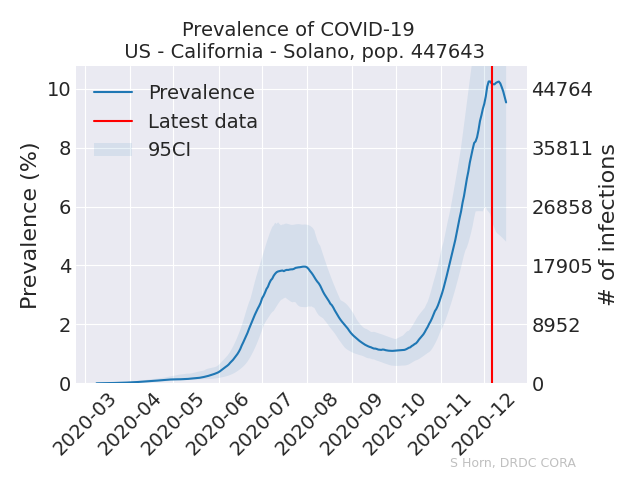 Prevalence of COVID-19
US - California - Solano, pop. 447643
Prevalence
Latest data
95CI
Prevalence (%)
10
8
6
4
2
0
44764
35811
26858
17905
8952
0
# of infections
2020-03
2020-04
2020-05
2020-06
2020-07
2020-08
2020-09
2020-10
2020-11
2020-12
S Horn, DRDC CORA